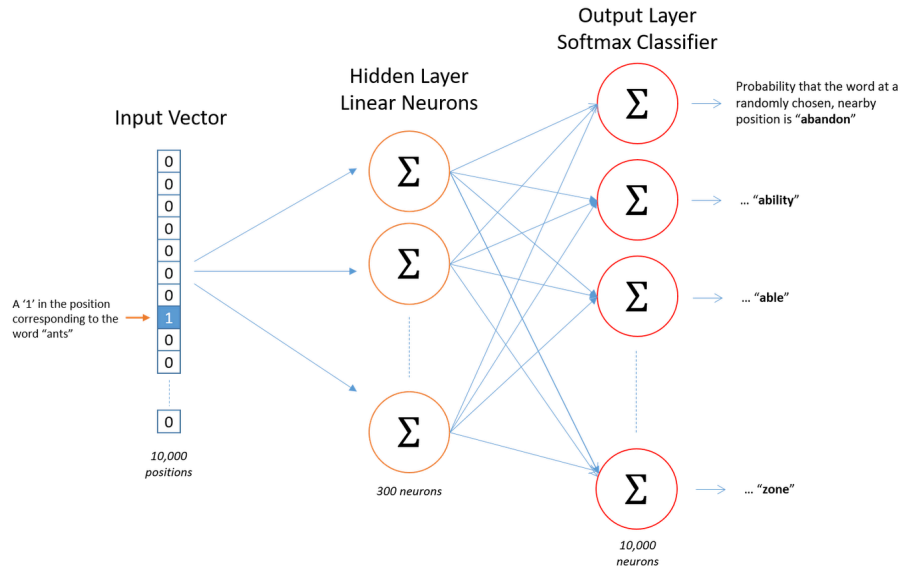 Output Layer
Softmax Classifier
Hidden Layer
Linear Neurons
Input Vector
0
0
0
0
0
0
0
1
0
0
0
A ‘1’ in the position
corresponding to the
word “ants”
10,000
positions
Σ
Σ
Σ
300 neurons
Σ
Σ
Σ
Σ
10,000
neurons
Probability that the word at a
randomly chosen, nearby
position is “abandon”
... “ability”
... “able”
... “zone”